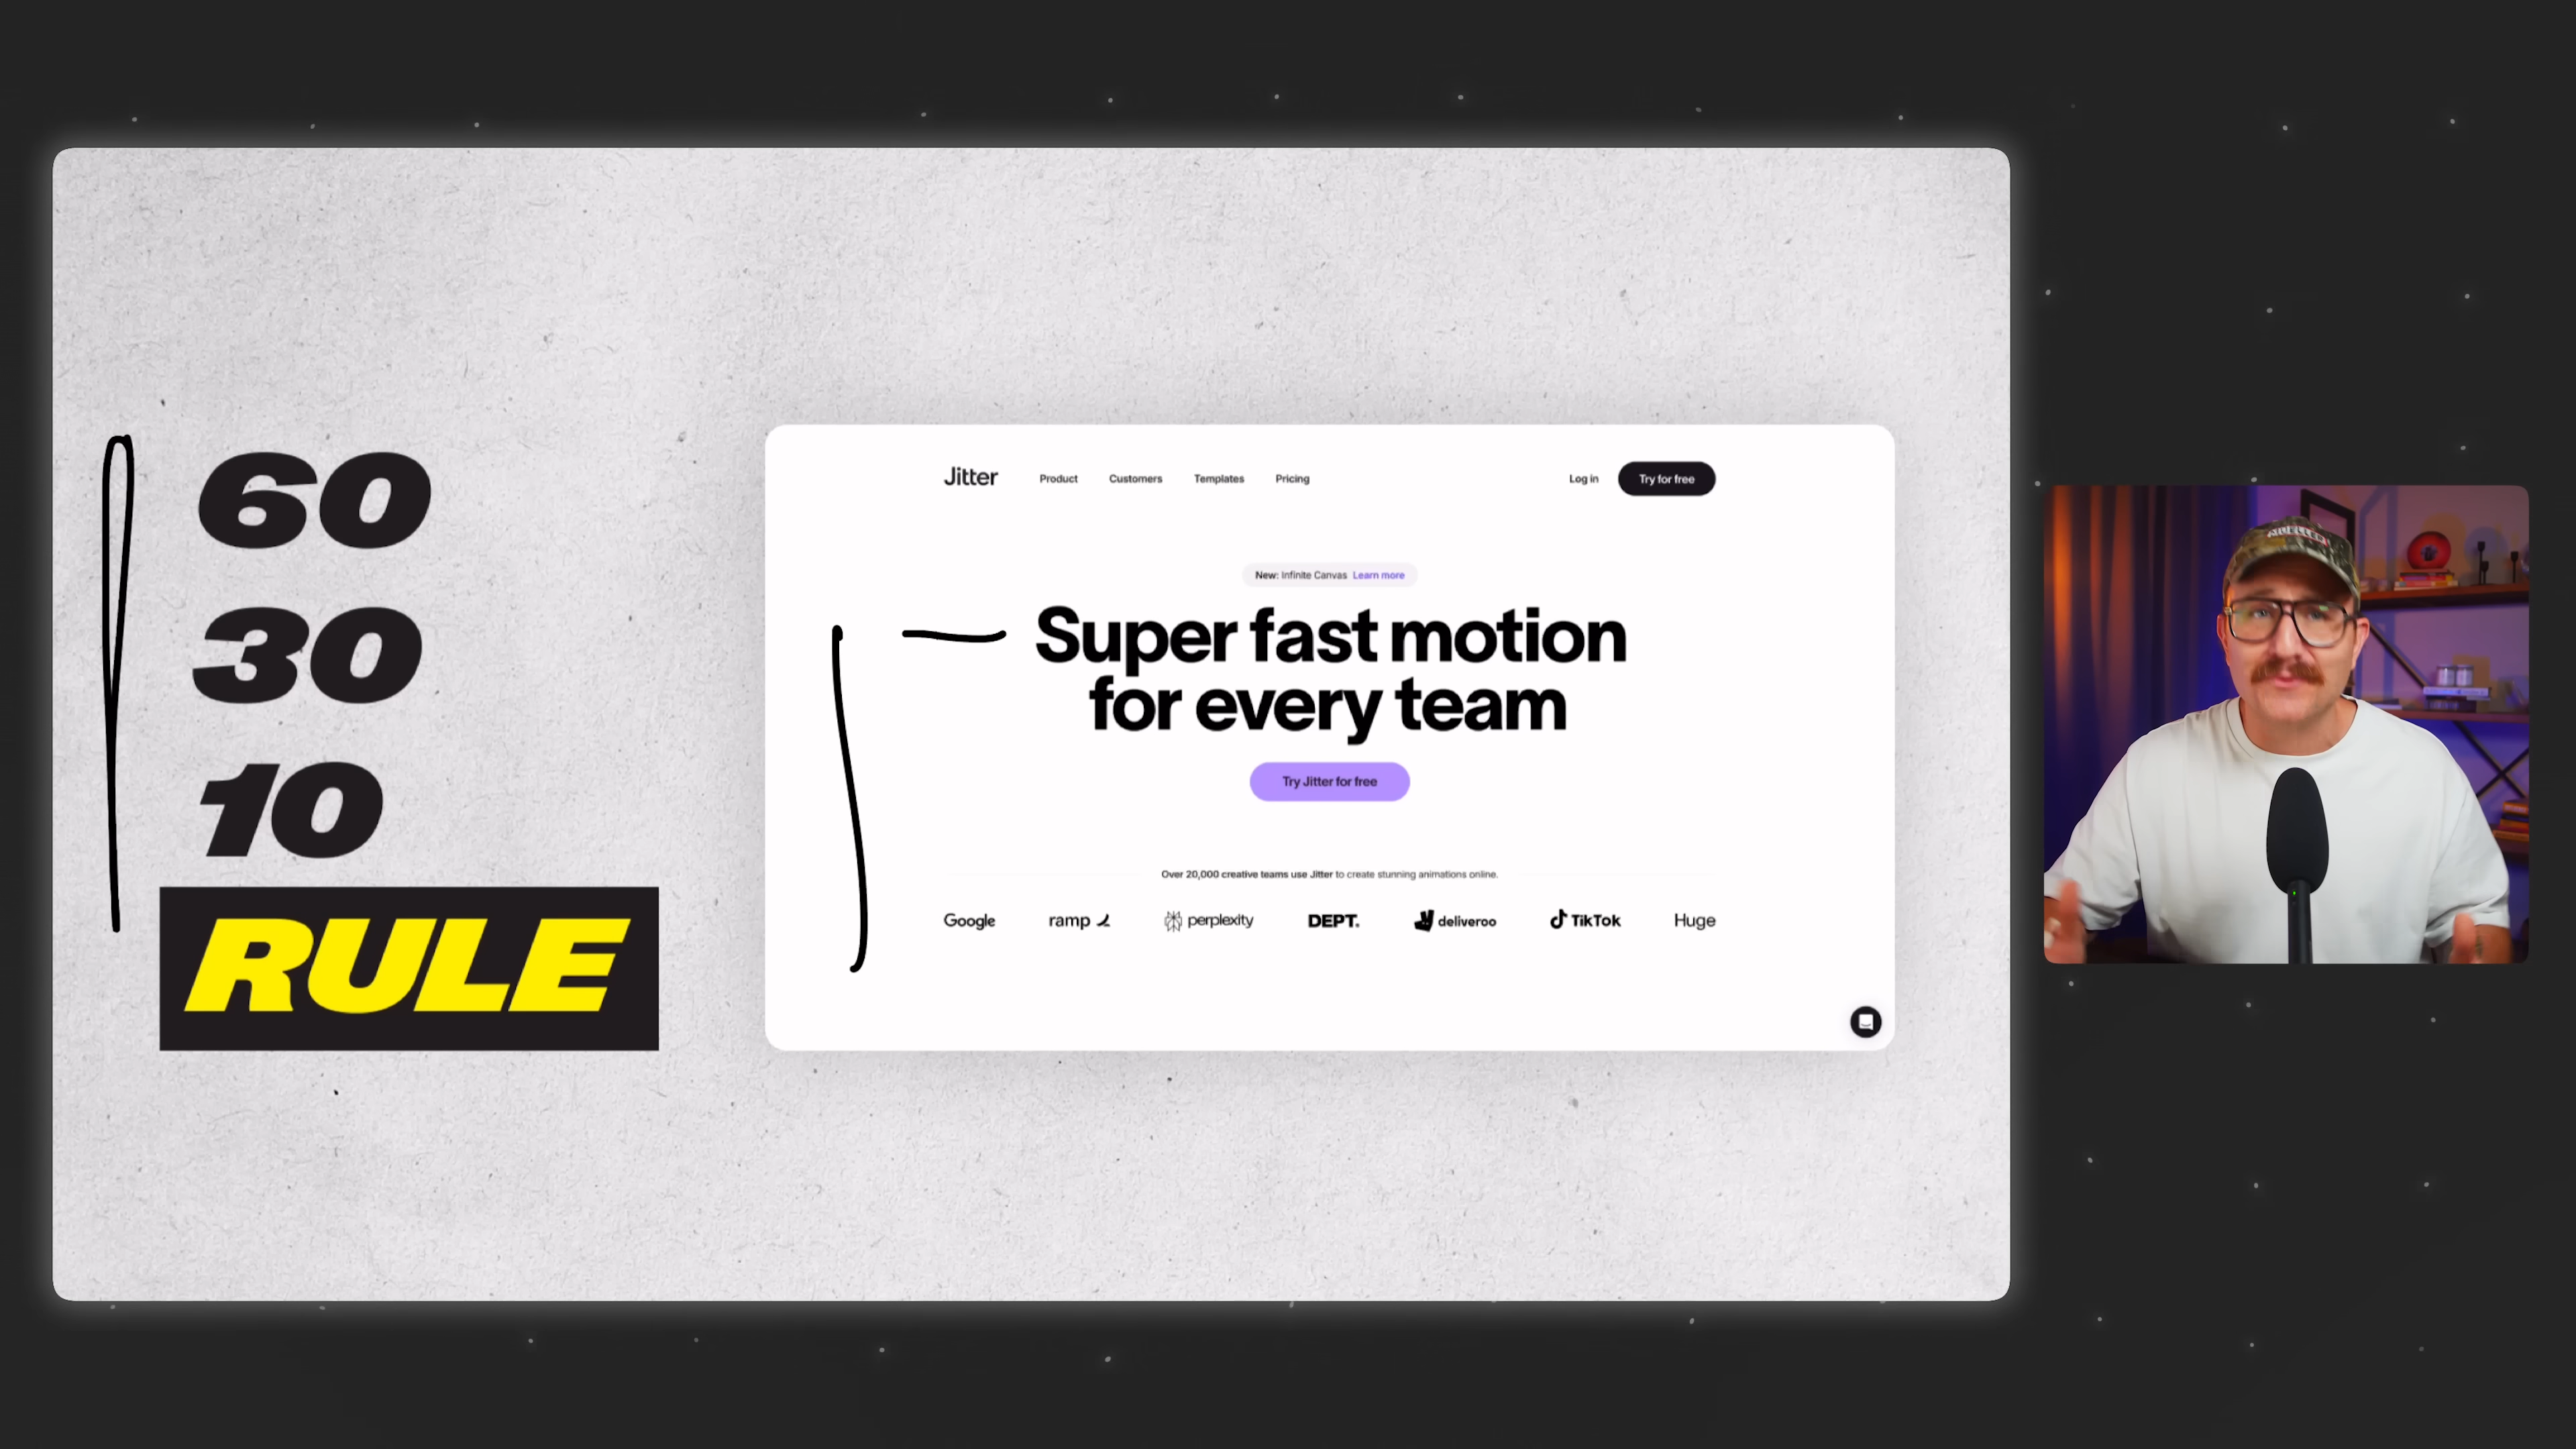 60
30
10
RULE
Jitter Product Customers Templates Pricing Log in Try for free
New: Infinite Canvas Learn more
Super fast motion
for every team
Try Jitter for free
Over 20,000 creative teams use Jitter to create stunning animations online.
Google ramp perplexity DEPT. deliveroo TikTok Huge